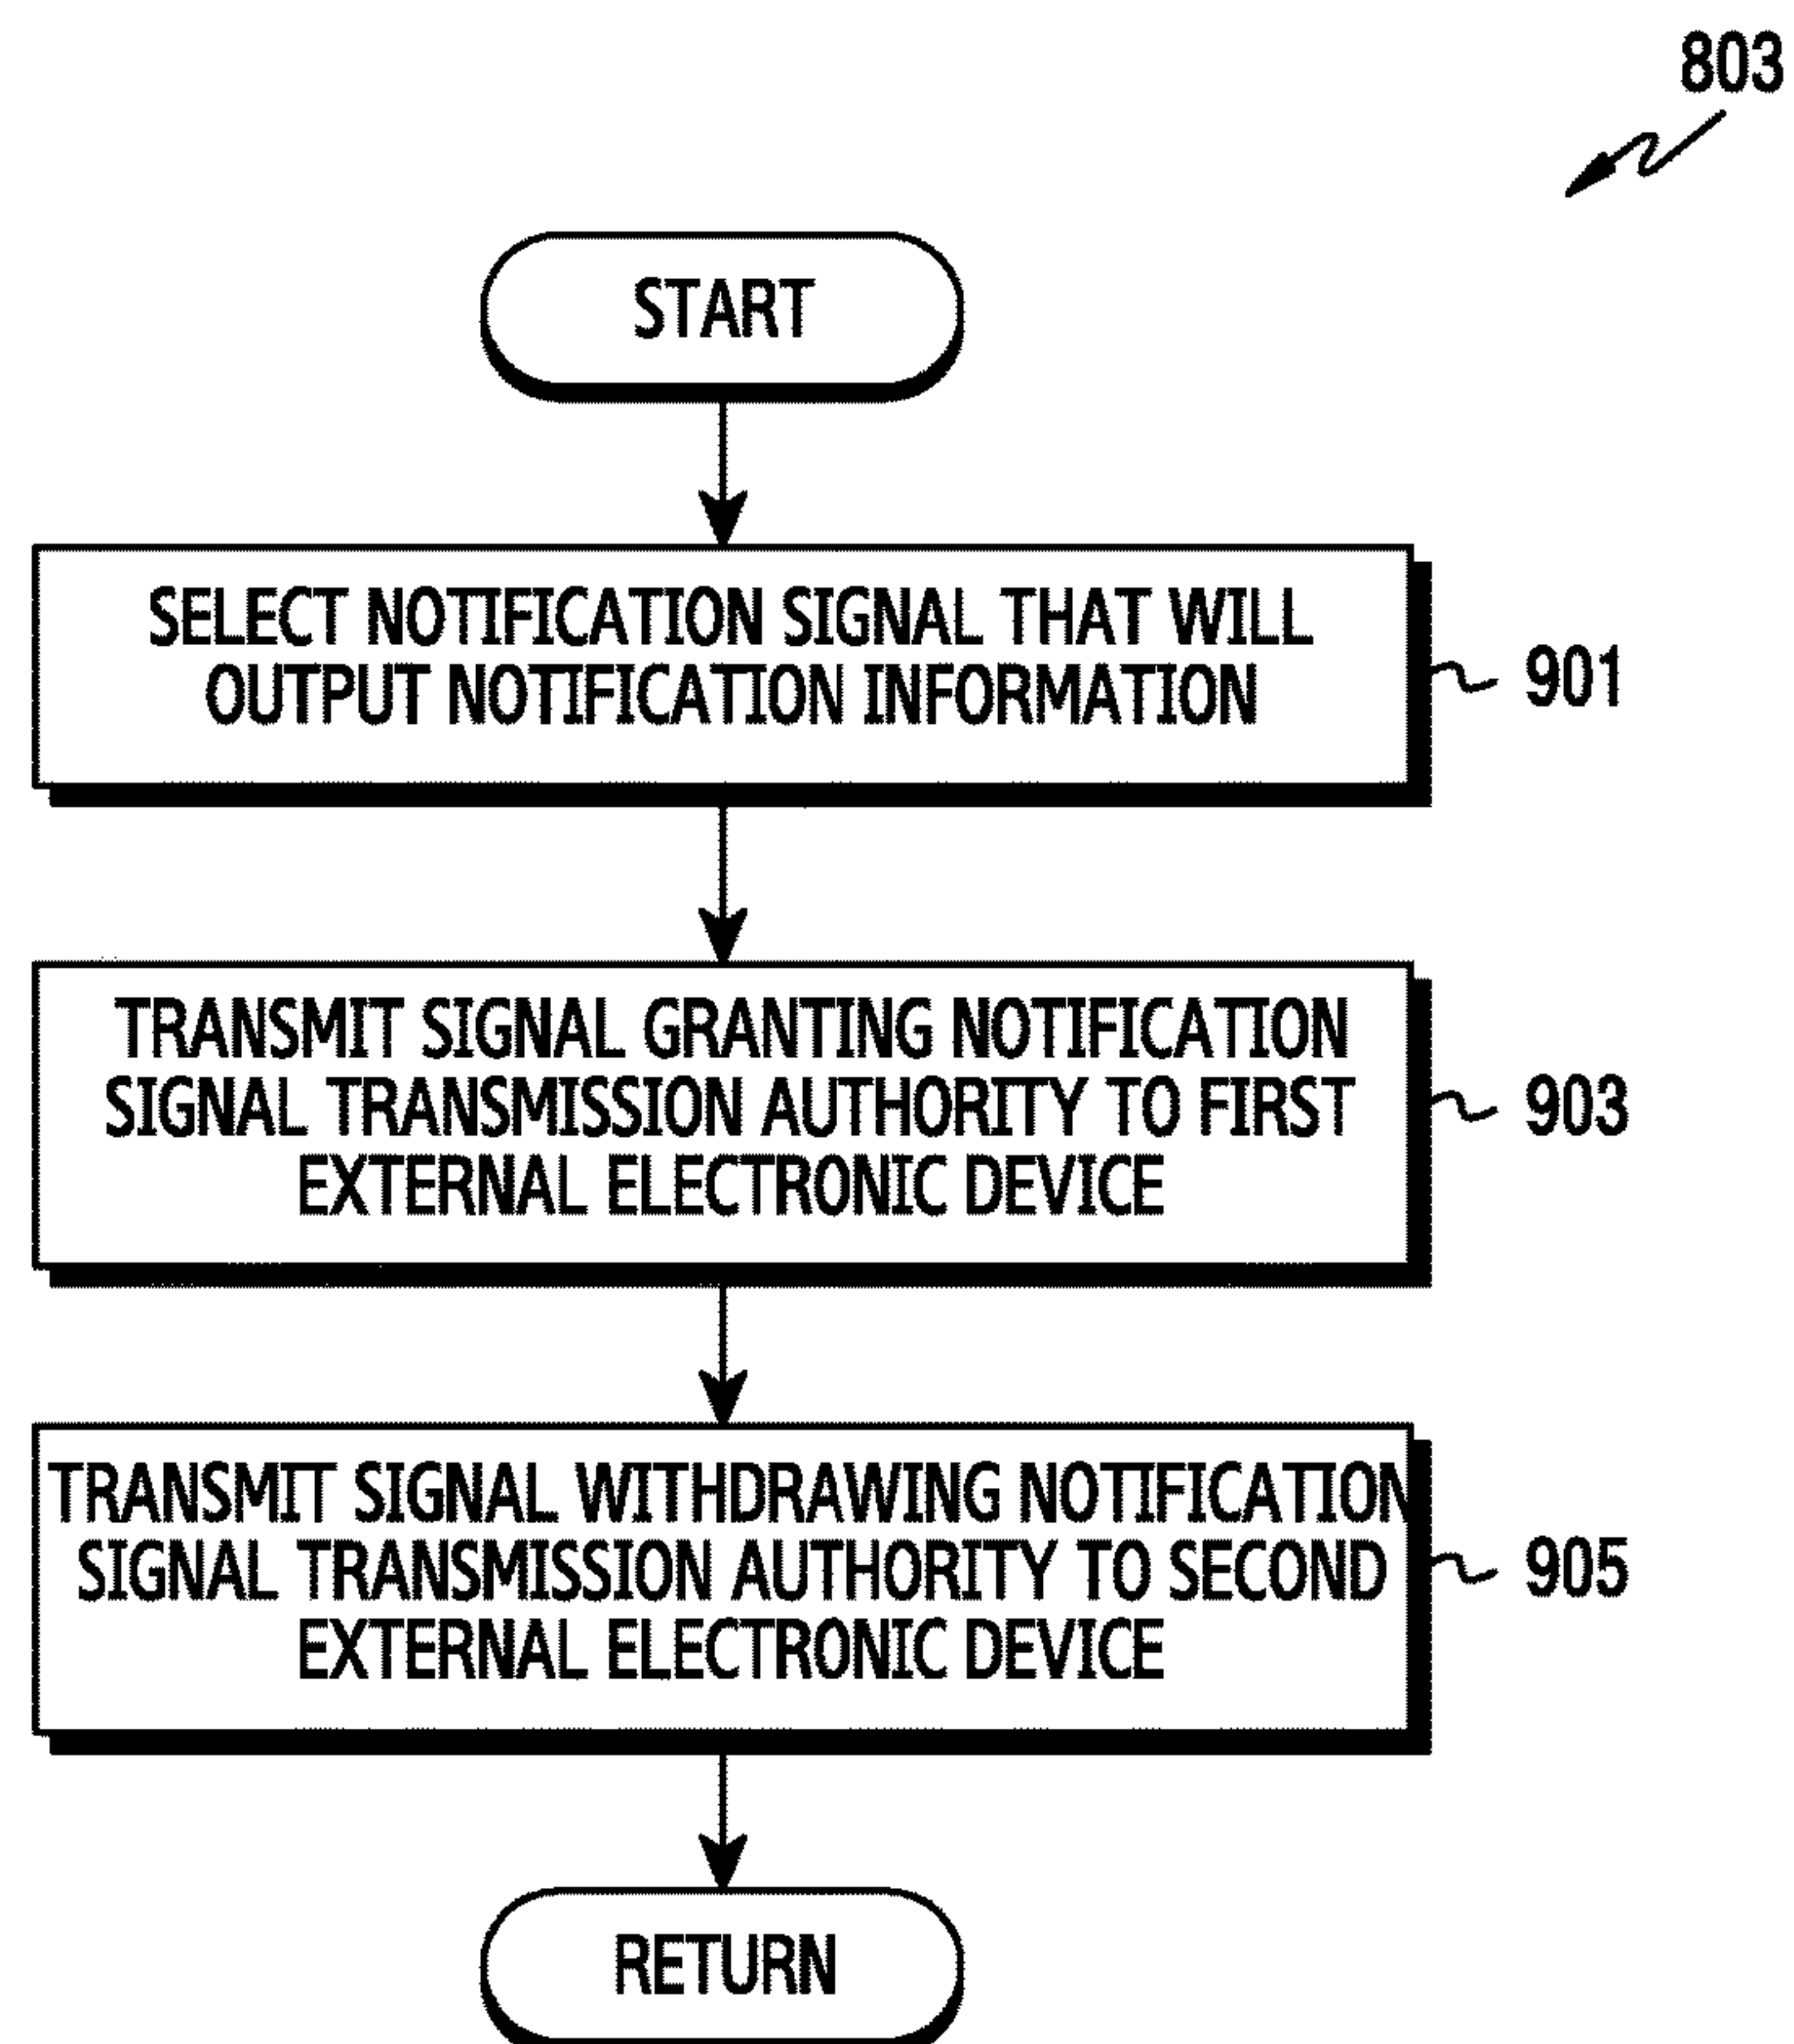 803
START
SELECT NOTIFICATION SIGNAL THAT WILL
OUTPUT NOTIFICATION INFORMATION
901
TRANSMIT SIGNAL GRANTING NOTIFICATION
SIGNAL TRANSMISSION AUTHORITY TO FIRST
EXTERNAL ELECTRONIC DEVICE
903
TRANSMIT SIGNAL WITHDRAWING NOTIFICATION
SIGNAL TRANSMISSION AUTHORITY TO SECOND
EXTERNAL ELECTRONIC DEVICE
905
RETURN